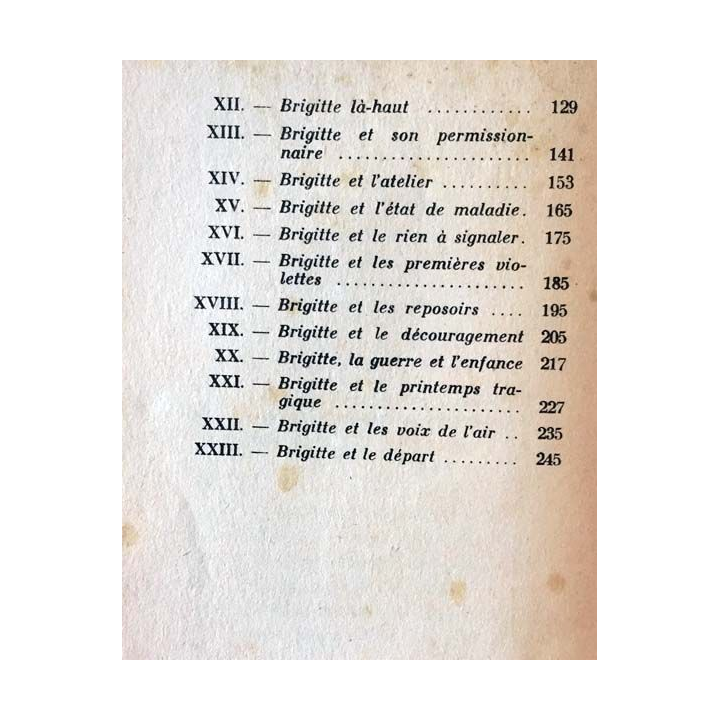 XII. — Brigitte là-haut ............ 129
XIII. — Brigitte et son permission-
naire ...................... 141
XIV. — Brigitte et l'atelier .......... 153
XV. — Brigitte et l'état de maladie. 165
XVI. — Brigitte et le rien à signaler. 175
XVII. — Brigitte et les premières vio-
lettes ...................... 185
XVIII. — Brigitte et les reposoirs .... 195
XIX. — Brigitte et le découragement 205
XX. — Brigitte, la guerre et l'enfance 217
XXI. — Brigitte et le printemps tra-
gique ...................... 227
XXII. — Brigitte et les voix de l'air .. 235
XXIII. — Brigitte et le départ ......... 245